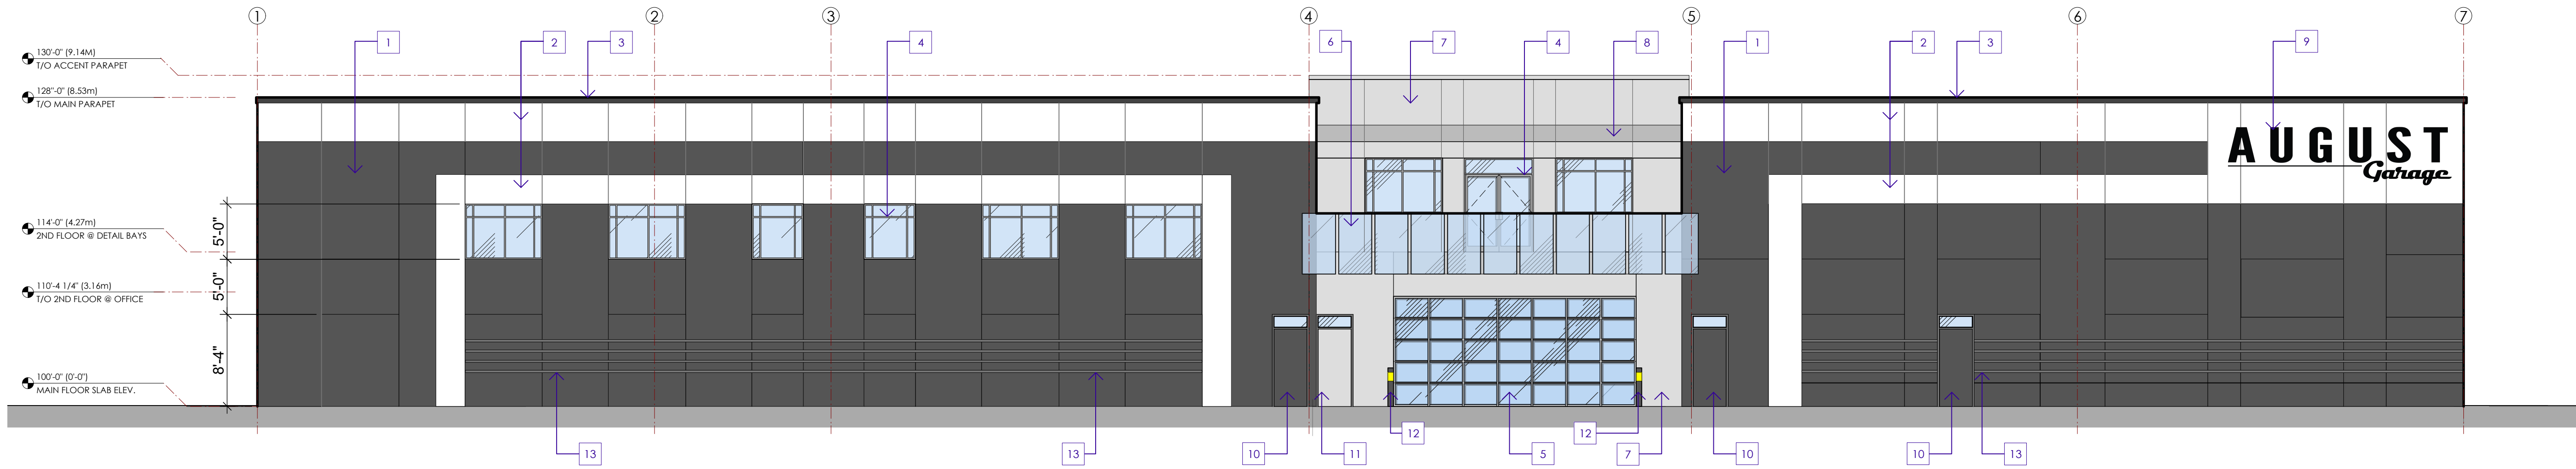 1 2 3 4 5 6 7
1 2 3 4 6 7 4 8 1 2 3 9
130'-0" (9.14M)
T/O ACCENT PARAPET
128"-0" (8.53m)
T/O MAIN PARAPET
AUGUST
Garage
114'-0" (4.27m)
2ND FLOOR @ DETAIL BAYS
5'-0"
110'-4 1/4" (3.16m)
T/O 2ND FLOOR @ OFFICE
5'-0"
8'-4"
100'-0" (0'-0")
MAIN FLOOR SLAB ELEV.
13 13 10 11 12 5 12 7 10 10 13